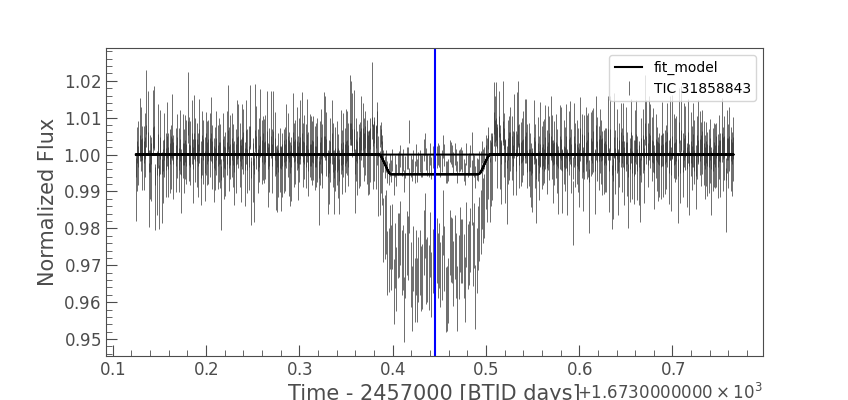 fit_model
TIC 31858843
1.02
1.01
1.00
0.99
0.98
0.97
0.96
0.95
Normalized Flux
0.1 0.2 0.3 0.4 0.5 0.6 0.7
Time - 2457000 [BTJD days]
+1.6730000000 × 10³